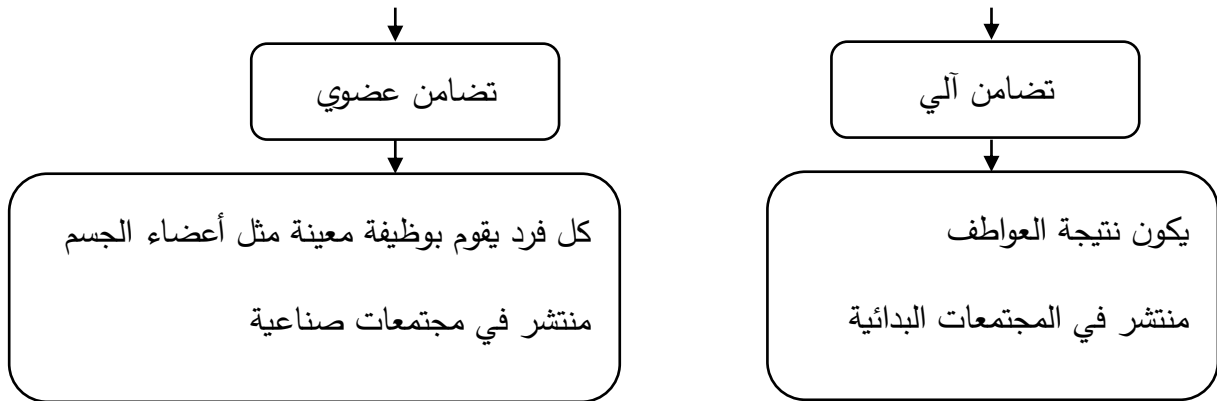 تضامن آلي
يكون نتيجة العواطف
منتشر في المجتمعات البدائية
تضامن عضوي
كل فرد يقوم بوظيفة معينة مثل أعضاء الجسم
منتشر في مجتمعات صناعية